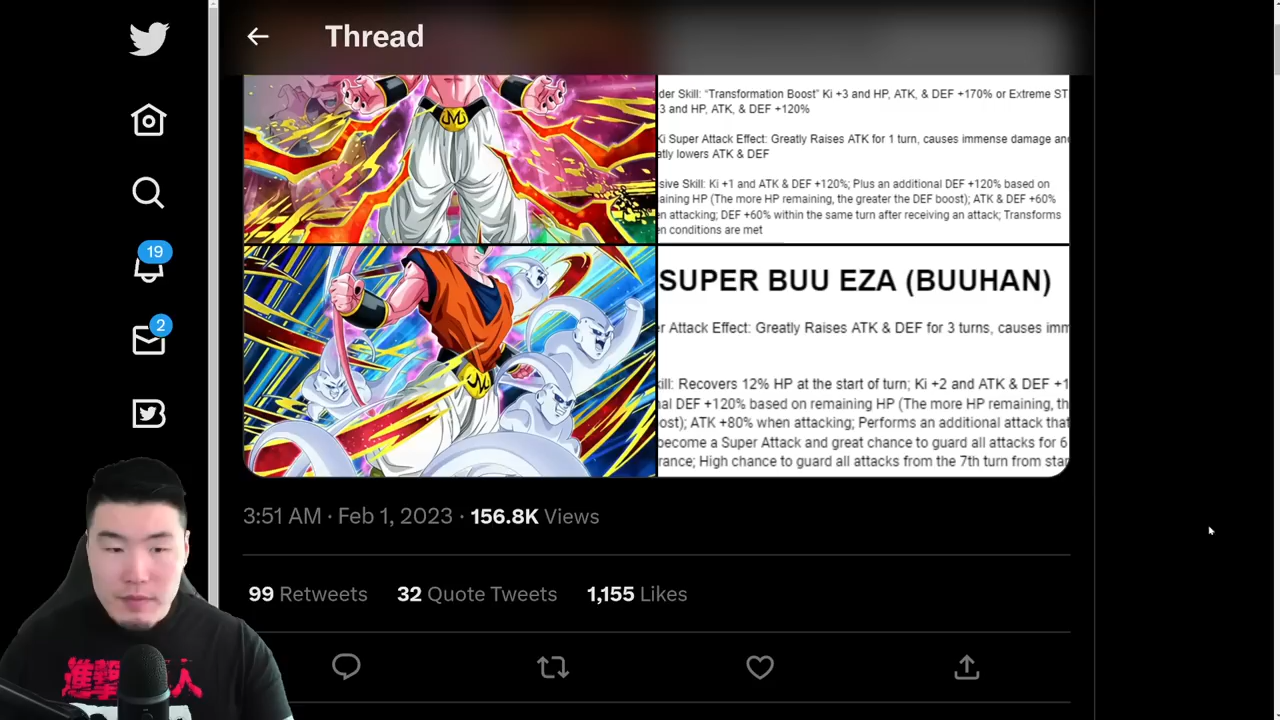 Thread
der Skill: “Transformation Boost” Ki +3 and HP, ATK, & DEF +170% or Extreme ST
3 and HP, ATK, & DEF +120%
Ki Super Attack Effect: Greatly Raises ATK for 1 turn, causes immense damage and
atly lowers ATK & DEF
sive Skill: Ki +1 and ATK & DEF +120%; Plus an additional DEF +120% based on
aining HP (The more HP remaining, the greater the DEF boost); ATK & DEF +60%
en attacking; DEF +60% within the same turn after receiving an attack; Transforms
en conditions are met
19
SUPER BUU EZA (BUUHAN)
r Attack Effect: Greatly Raises ATK & DEF for 3 turns, causes imm
2
ill: Recovers 12% HP at the start of turn; Ki +2 and ATK & DEF +1
al DEF +120% based on remaining HP (The more HP remaining, th
ost); ATK +80% when attacking; Performs an additional attack that
become a Super Attack and great chance to guard all attacks for 6
rance; High chance to guard all attacks from the 7th turn from star
3:51 AM · Feb 1, 2023 · 156.8K Views
99 Retweets 32 Quote Tweets 1,155 Likes
進撃 人